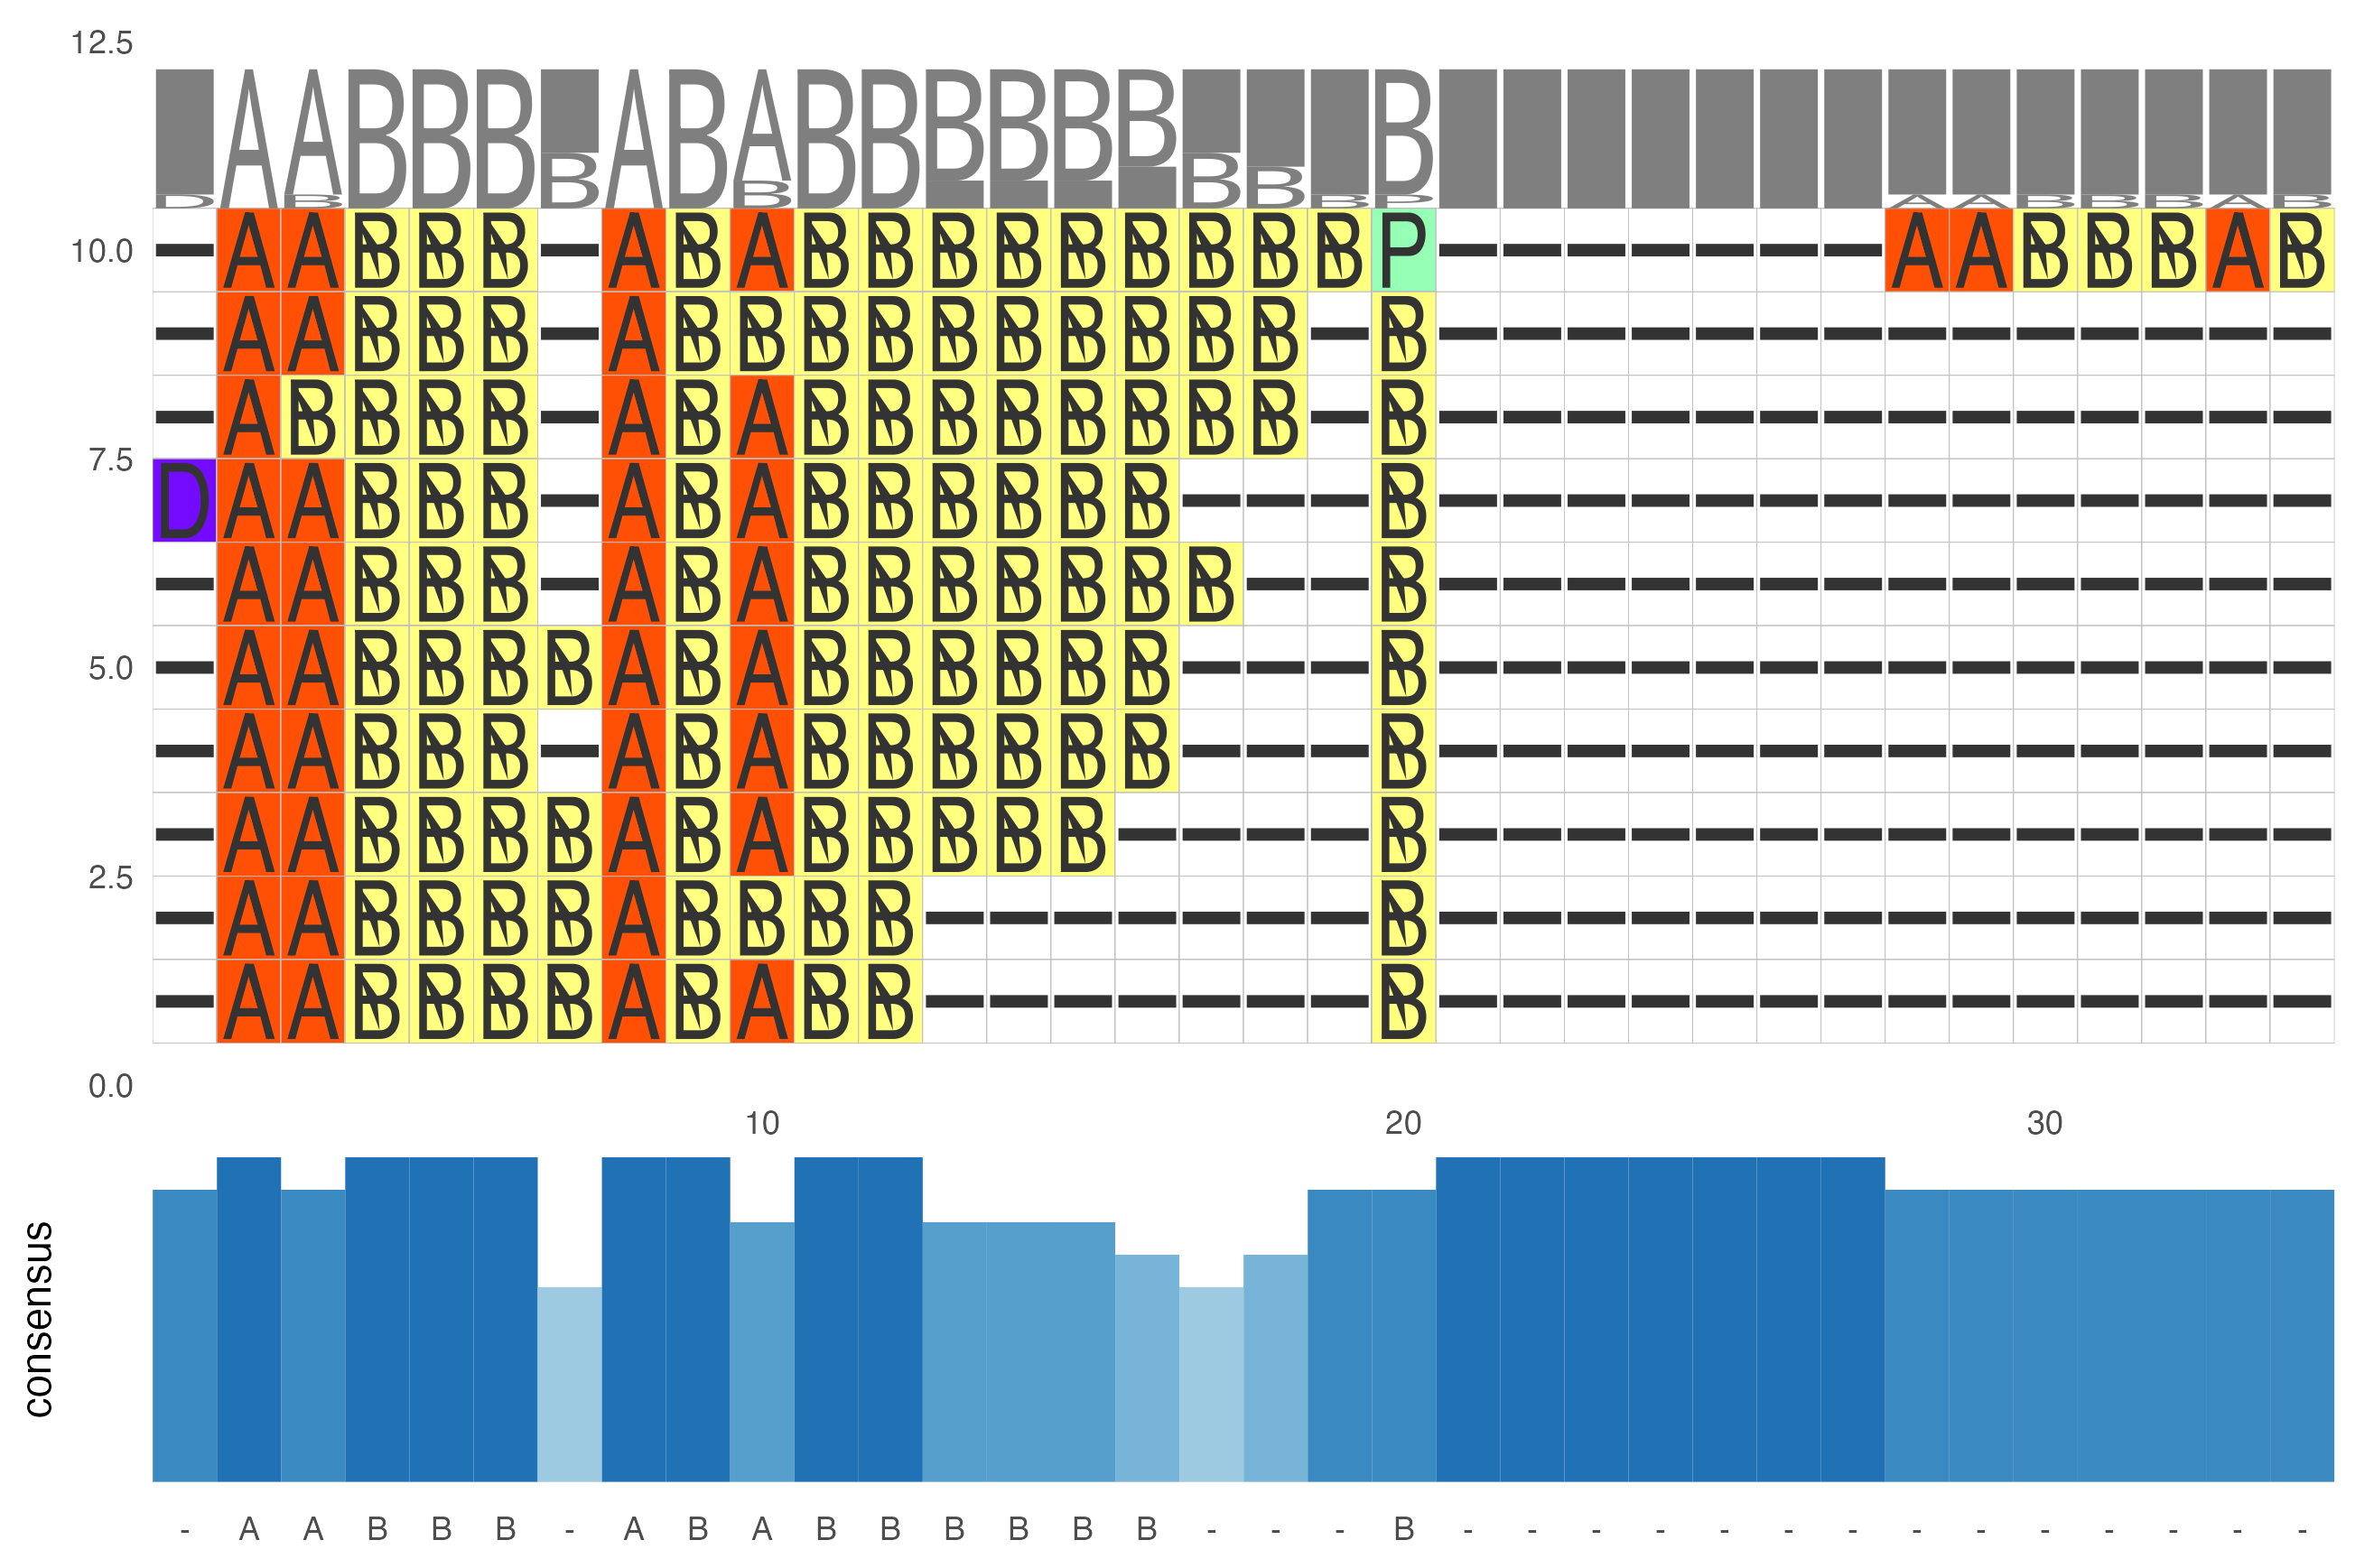 12.5
A A B B B A B A B B B B B B B
D B B B B B B P A A B B B A B
10.0 - A A B B B - A B A B B B B B B B B B P - - - - - - - A A B B B A B
- A A B B B - A B B B B B B B B B B - B - - - - - - - - - - - - - -
- A B B B B - A B A B B B B B B B B - B - - - - - - - - - - - - - -
7.5
D A A B B B - A B A B B B B B B - - - B - - - - - - - - - - - - - -
- A A B B B - A B A B B B B B B B - - B - - - - - - - - - - - - - -
5.0 - A A B B B B A B A B B B B B B - - - B - - - - - - - - - - - - - -
- A A B B B - A B A B B B B B B - - - B - - - - - - - - - - - - - -
- A A B B B B A B A B B B B B - - - - B - - - - - - - - - - - - - -
2.5
- A A B B B B A B B B B - - - - - - - B - - - - - - - - - - - - - -
- A A B B B B A B A B B - - - - - - - B - - - - - - - - - - - - - -
0.0
10 20 30
consensus
- A A B B B - A B A B B B B B B - - - B - - - - - - - - - - - - - -